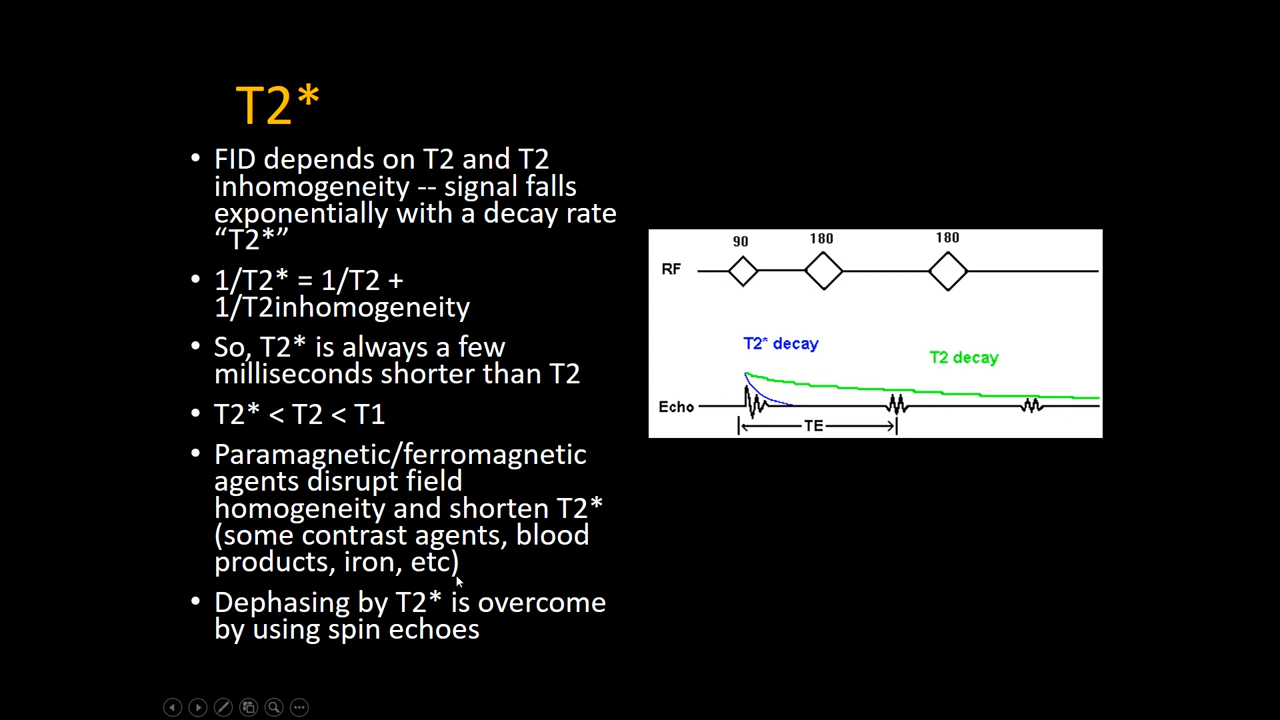 T2*
• FID depends on T2 and T2
inhomogeneity -- signal falls
exponentially with a decay rate
“T2*”
• 1/T2* = 1/T2 +
1/T2inhomogeneity
• So, T2* is always a few
milliseconds shorter than T2
• T2* < T2 < T1
• Paramagnetic/ferromagnetic
agents disrupt field
homogeneity and shorten T2*
(some contrast agents, blood
products, iron, etc)
• Dephasing by T2* is overcome
by using spin echoes
90 180 180
RF
T2* decay
T2 decay
Echo
TE